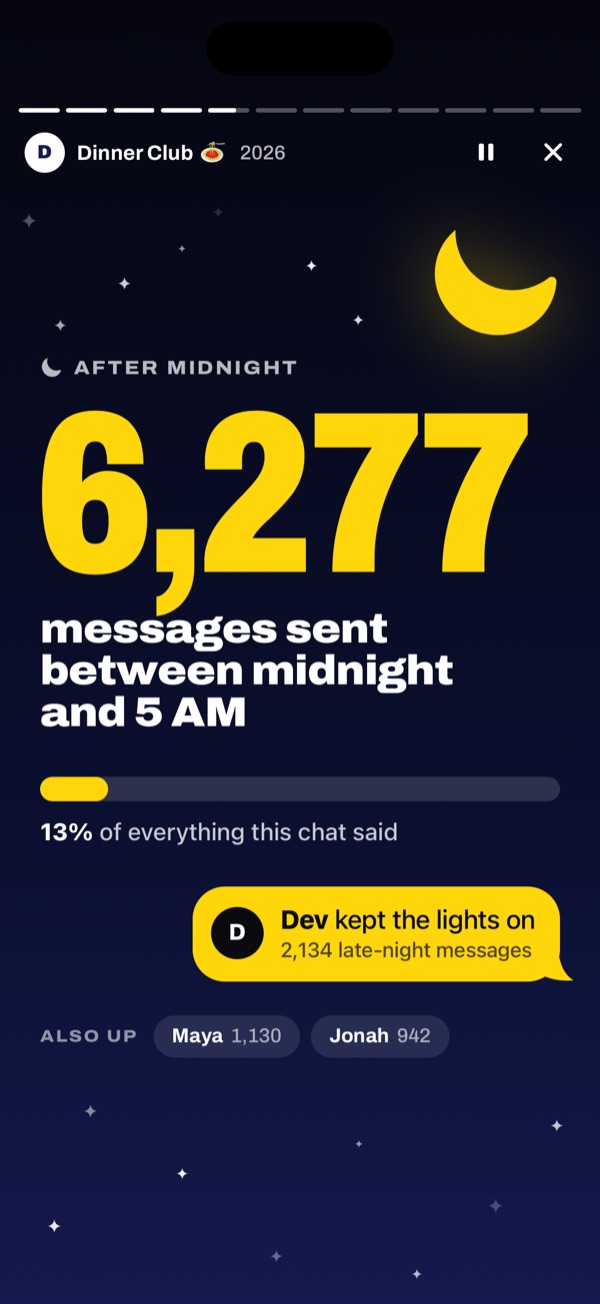 D Dinner Club 🍝 2026
AFTER MIDNIGHT
6,277
messages sent
between midnight
and 5 AM
13% of everything this chat said
D
Dev kept the lights on
2,134 late-night messages
ALSO UP Maya 1,130 Jonah 942